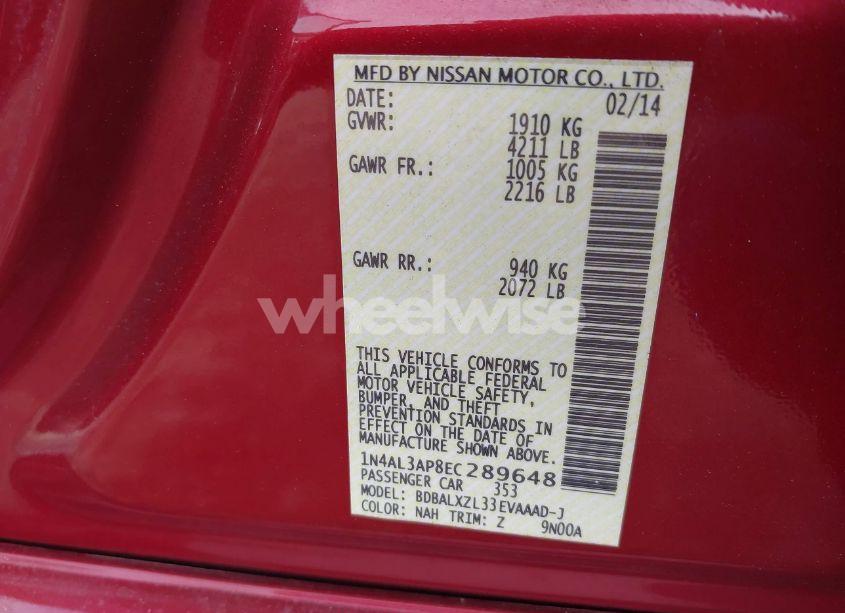 MFD BY NISSAN MOTOR CO., LTD.
DATE: 02/14
GVWR: 1910 KG
4211 LB
GAWR FR.: 1005 KG
2216 LB
GAWR RR.: 940 KG
2072 LB
wheelwise
THIS VEHICLE CONFORMS TO
ALL APPLICABLE FEDERAL
MOTOR VEHICLE SAFETY,
BUMPER, AND THEFT
PREVENTION STANDARDS IN
EFFECT ON THE DATE OF
MANUFACTURE SHOWN ABOVE.
1N4AL3AP8EC289648
PASSENGER CAR 353
MODEL: BDBALXZL33EVAAAD-J
COLOR: NAH TRIM: Z 9N00A